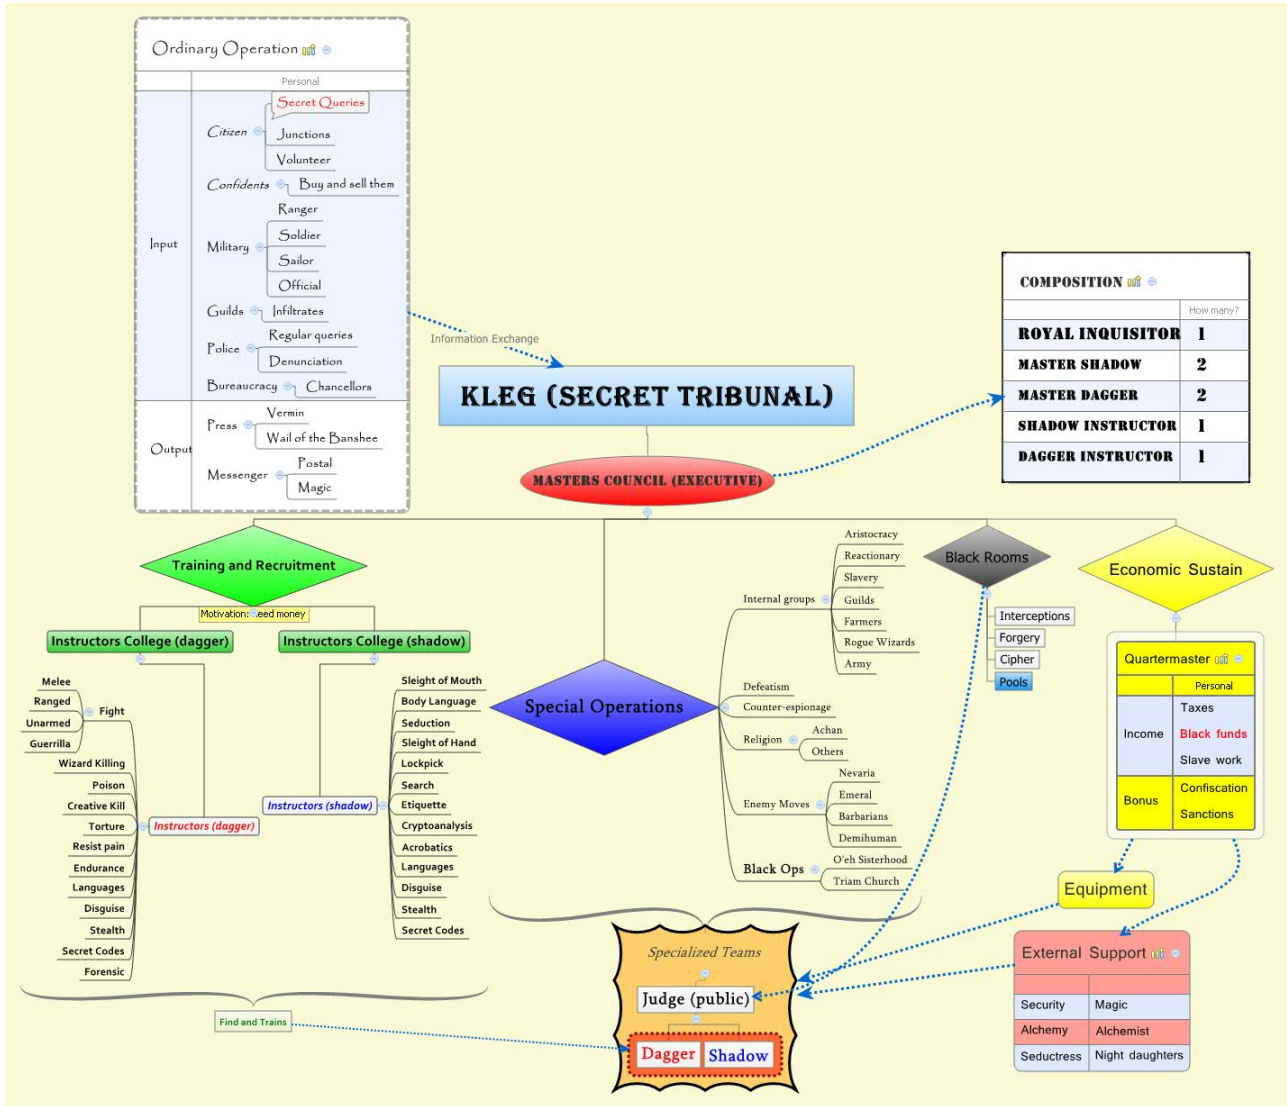 Ordinary Operation
Personal
Input
Citizen
Secret Queries
Junctions
Volunteer
Confidents
Buy and sell them
Military
Ranger
Soldier
Sailor
Official
Guilds
Infiltrates
Police
Regular queries
Denunciation
Bureaucracy
Chancellors
Output
Press
Vermin
Wail of the Banshee
Messenger
Postal
Magic
Information Exchange
KLEG (SECRET TRIBUNAL)
MASTERS COUNCIL (EXECUTIVE)
COMPOSITION
How many?
ROYAL INQUISITOR 1
MASTER SHADOW 2
MASTER DAGGER 2
SHADOW INSTRUCTOR 1
DAGGER INSTRUCTOR 1
Training and Recruitment
Motivation: need money
Instructors College (dagger)
Instructors College (shadow)
Fight
Melee
Ranged
Unarmed
Guerrilla
Wizard Killing
Poison
Creative Kill
Torture
Resist pain
Endurance
Languages
Disguise
Stealth
Secret Codes
Forensic
Instructors (dagger)
Instructors (shadow)
Sleight of Mouth
Body Language
Seduction
Sleight of Hand
Lockpick
Search
Etiquette
Cryptoanalysis
Acrobatics
Languages
Disguise
Stealth
Secret Codes
Find and Trains
Special Operations
Internal groups
Aristocracy
Reactionary
Slavery
Guilds
Farmers
Rogue Wizards
Army
Defeatism
Counter-espionage
Religion
Achan
Others
Enemy Moves
Nevaria
Emeral
Barbarians
Demihuman
Black Ops
O'eh Sisterhood
Triam Church
Black Rooms
Interceptions
Forgery
Cipher
Pools
Economic Sustain
Quartermaster
Personal
Income
Taxes
Black funds
Slave work
Bonus
Confiscation
Sanctions
Equipment
External Support
Security Magic
Alchemy Alchemist
Seductress Night daughters
Specialized Teams
Judge (public)
Dagger
Shadow